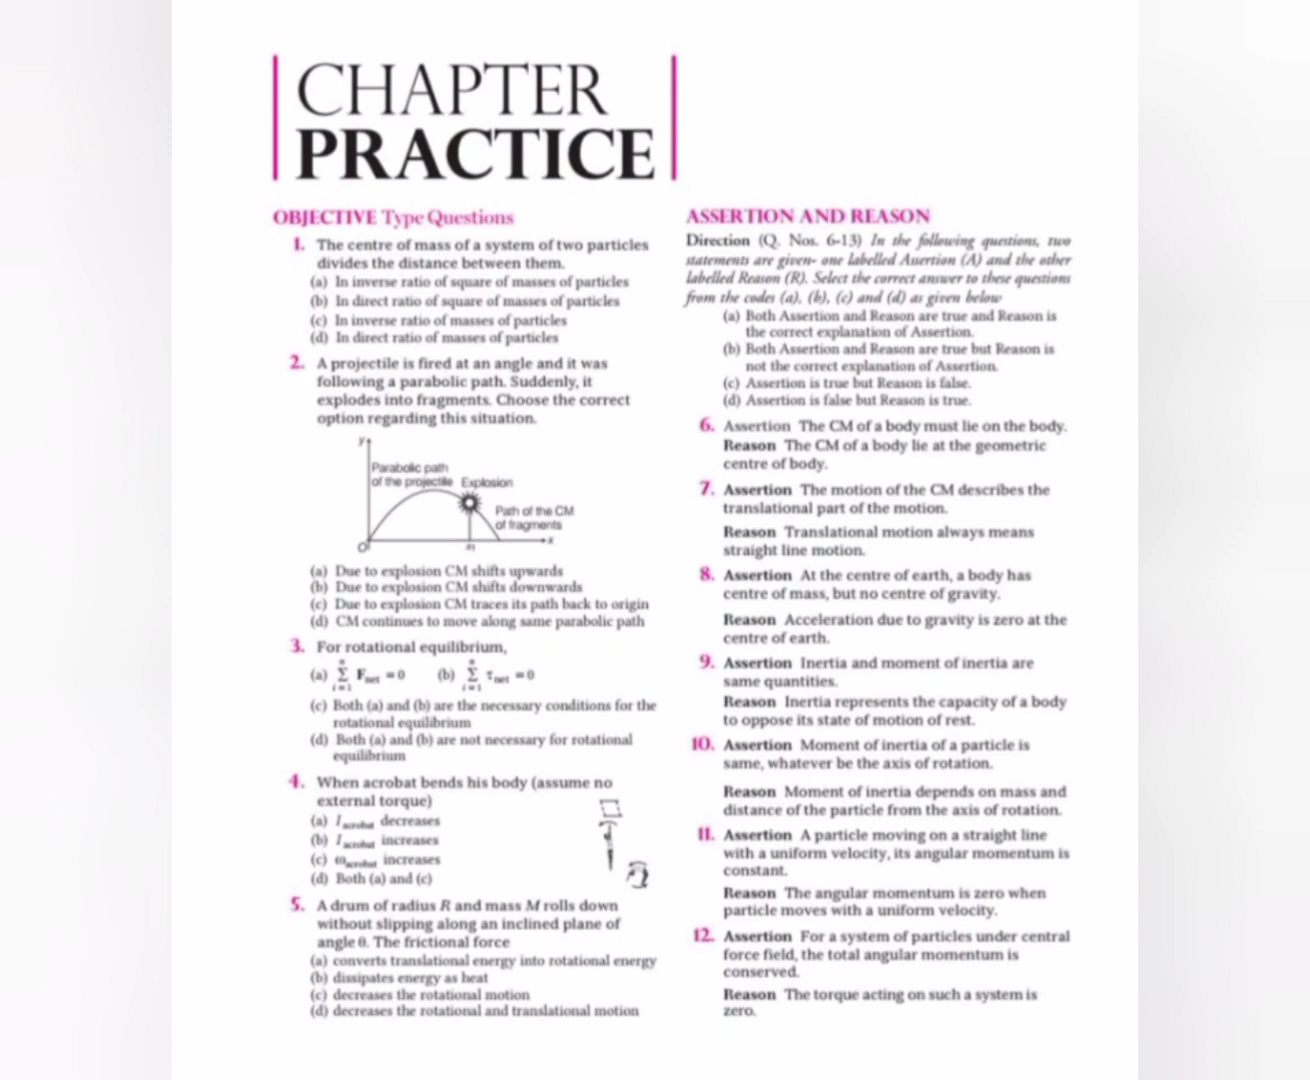 CHAPTER
PRACTICE
OBJECTIVE Type Questions
1. The centre of mass of a system of two particles
divides the distance between them.
(a) In inverse ratio of square of masses of particles
(b) In direct ratio of square of masses of particles
(c) In inverse ratio of masses of particles
(d) In direct ratio of masses of particles
2. A projectile is fired at an angle and it was
following a parabolic path. Suddenly, it
explodes into fragments. Choose the correct
option regarding this situation.
y
Parabolic path
of the projectile Explosion
Path of the CM
of fragments
O
x
(a) Due to explosion CM shifts upwards
(b) Due to explosion CM shifts downwards
(c) Due to explosion CM traces its path back to origin
(d) CM continues to move along same parabolic path
3. For rotational equilibrium,
(a) n Σ i=1 F net = 0 (b) n Σ i=1 τ net = 0
(c) Both (a) and (b) are the necessary conditions for the
rotational equilibrium
(d) Both (a) and (b) are not necessary for rotational
equilibrium
4. When acrobat bends his body (assume no
external torque)
(a) I acrobat decreases
(b) I acrobat increases
(c) ω acrobat increases
(d) Both (a) and (c)
5. A drum of radius R and mass M rolls down
without slipping along an inclined plane of
angle θ. The frictional force
(a) converts translational energy into rotational energy
(b) dissipates energy as heat
(c) decreases the rotational motion
(d) decreases the rotational and translational motion
ASSERTION AND REASON
Direction (Q. Nos. 6-13) In the following questions, two
statements are given- one labelled Assertion (A) and the other
labelled Reason (R). Select the correct answer to these questions
from the codes (a), (b), (c) and (d) as given below
(a) Both Assertion and Reason are true and Reason is
the correct explanation of Assertion.
(b) Both Assertion and Reason are true but Reason is
not the correct explanation of Assertion.
(c) Assertion is true but Reason is false.
(d) Assertion is false but Reason is true.
6. Assertion The CM of a body must lie on the body.
Reason The CM of a body lie at the geometric
centre of body.
7. Assertion The motion of the CM describes the
translational part of the motion.
Reason Translational motion always means
straight line motion.
8. Assertion At the centre of earth, a body has
centre of mass, but no centre of gravity.
Reason Acceleration due to gravity is zero at the
centre of earth.
9. Assertion Inertia and moment of inertia are
same quantities.
Reason Inertia represents the capacity of a body
to oppose its state of motion of rest.
10. Assertion Moment of inertia of a particle is
same, whatever be the axis of rotation.
Reason Moment of inertia depends on mass and
distance of the particle from the axis of rotation.
11. Assertion A particle moving on a straight line
with a uniform velocity, its angular momentum is
constant.
Reason The angular momentum is zero when
particle moves with a uniform velocity.
12. Assertion For a system of particles under central
force field, the total angular momentum is
conserved.
Reason The torque acting on such a system is
zero.